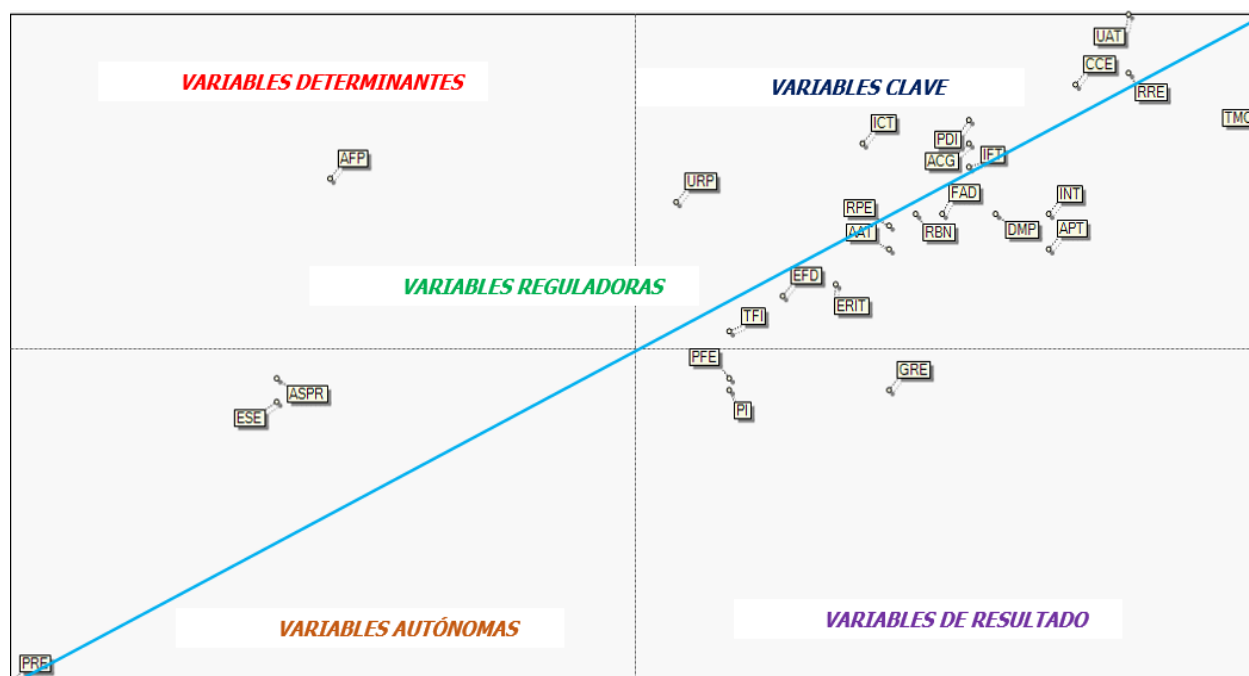 UAT
CCE
VARIABLES DETERMINANTES
VARIABLES CLAVE
RRE
ICT
TMC
PDI
AFP
ACG
IFT
URP
FAD
INT
RPE
AAT
RBN
DMP
APT
EFD
VARIABLES REGULADORAS
ERIT
TFI
PFE
GRE
ASPR
ESE
PI
VARIABLES AUTÓNOMAS
VARIABLES DE RESULTADO
PRE